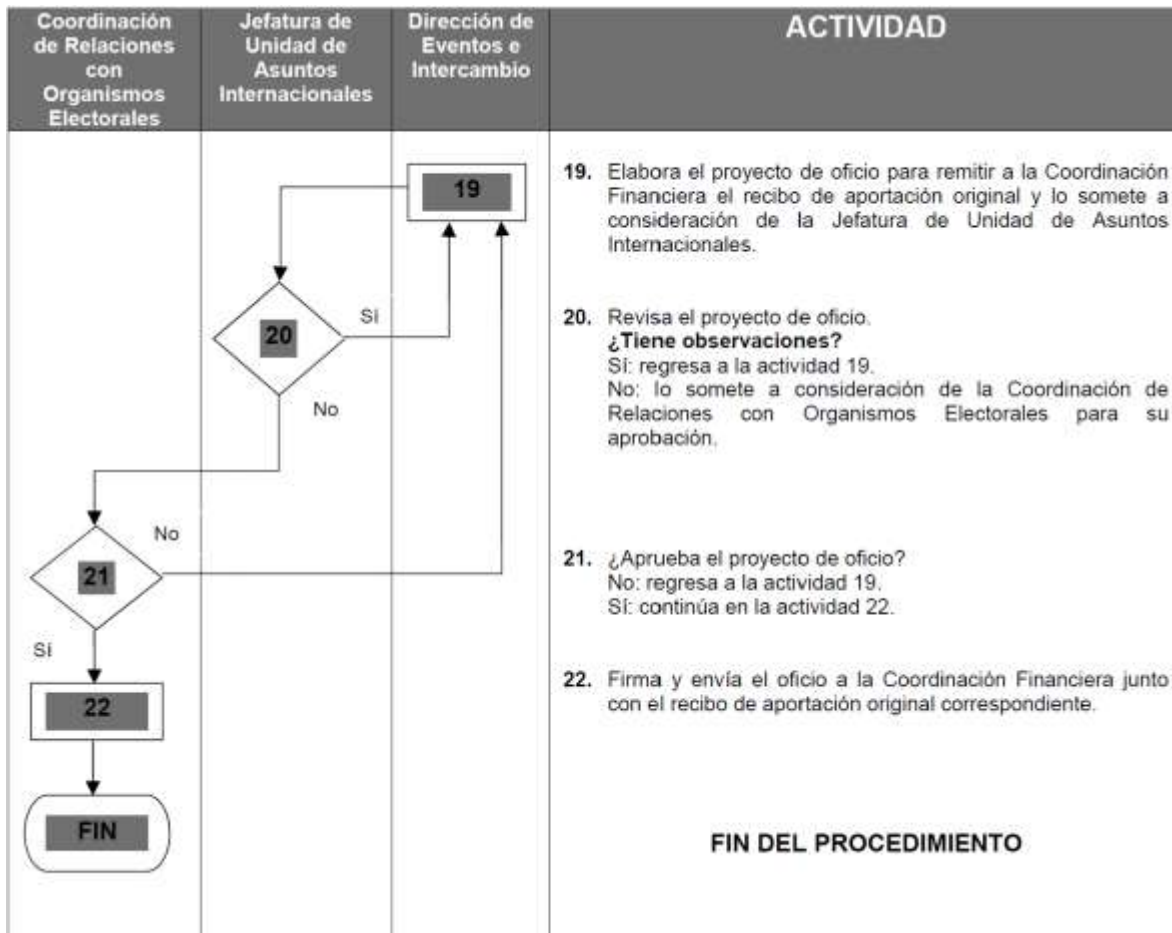 Coordinación
de Relaciones
con
Organismos
Electorales
Jefatura de
Unidad de
Asuntos
Internacionales
Dirección de
Eventos e
Intercambio
ACTIVIDAD
19
20
Sí
No
21
No
Sí
22
FIN
19. Elabora el proyecto de oficio para remitir a la Coordinación
Financiera el recibo de aportación original y lo somete a
consideración de la Jefatura de Unidad de Asuntos
Internacionales.
20. Revisa el proyecto de oficio.
¿Tiene observaciones?
Sí: regresa a la actividad 19.
No: lo somete a consideración de la Coordinación de
Relaciones con Organismos Electorales para su
aprobación.
21. ¿Aprueba el proyecto de oficio?
No: regresa a la actividad 19.
Sí: continúa en la actividad 22.
22. Firma y envía el oficio a la Coordinación Financiera junto
con el recibo de aportación original correspondiente.
FIN DEL PROCEDIMIENTO